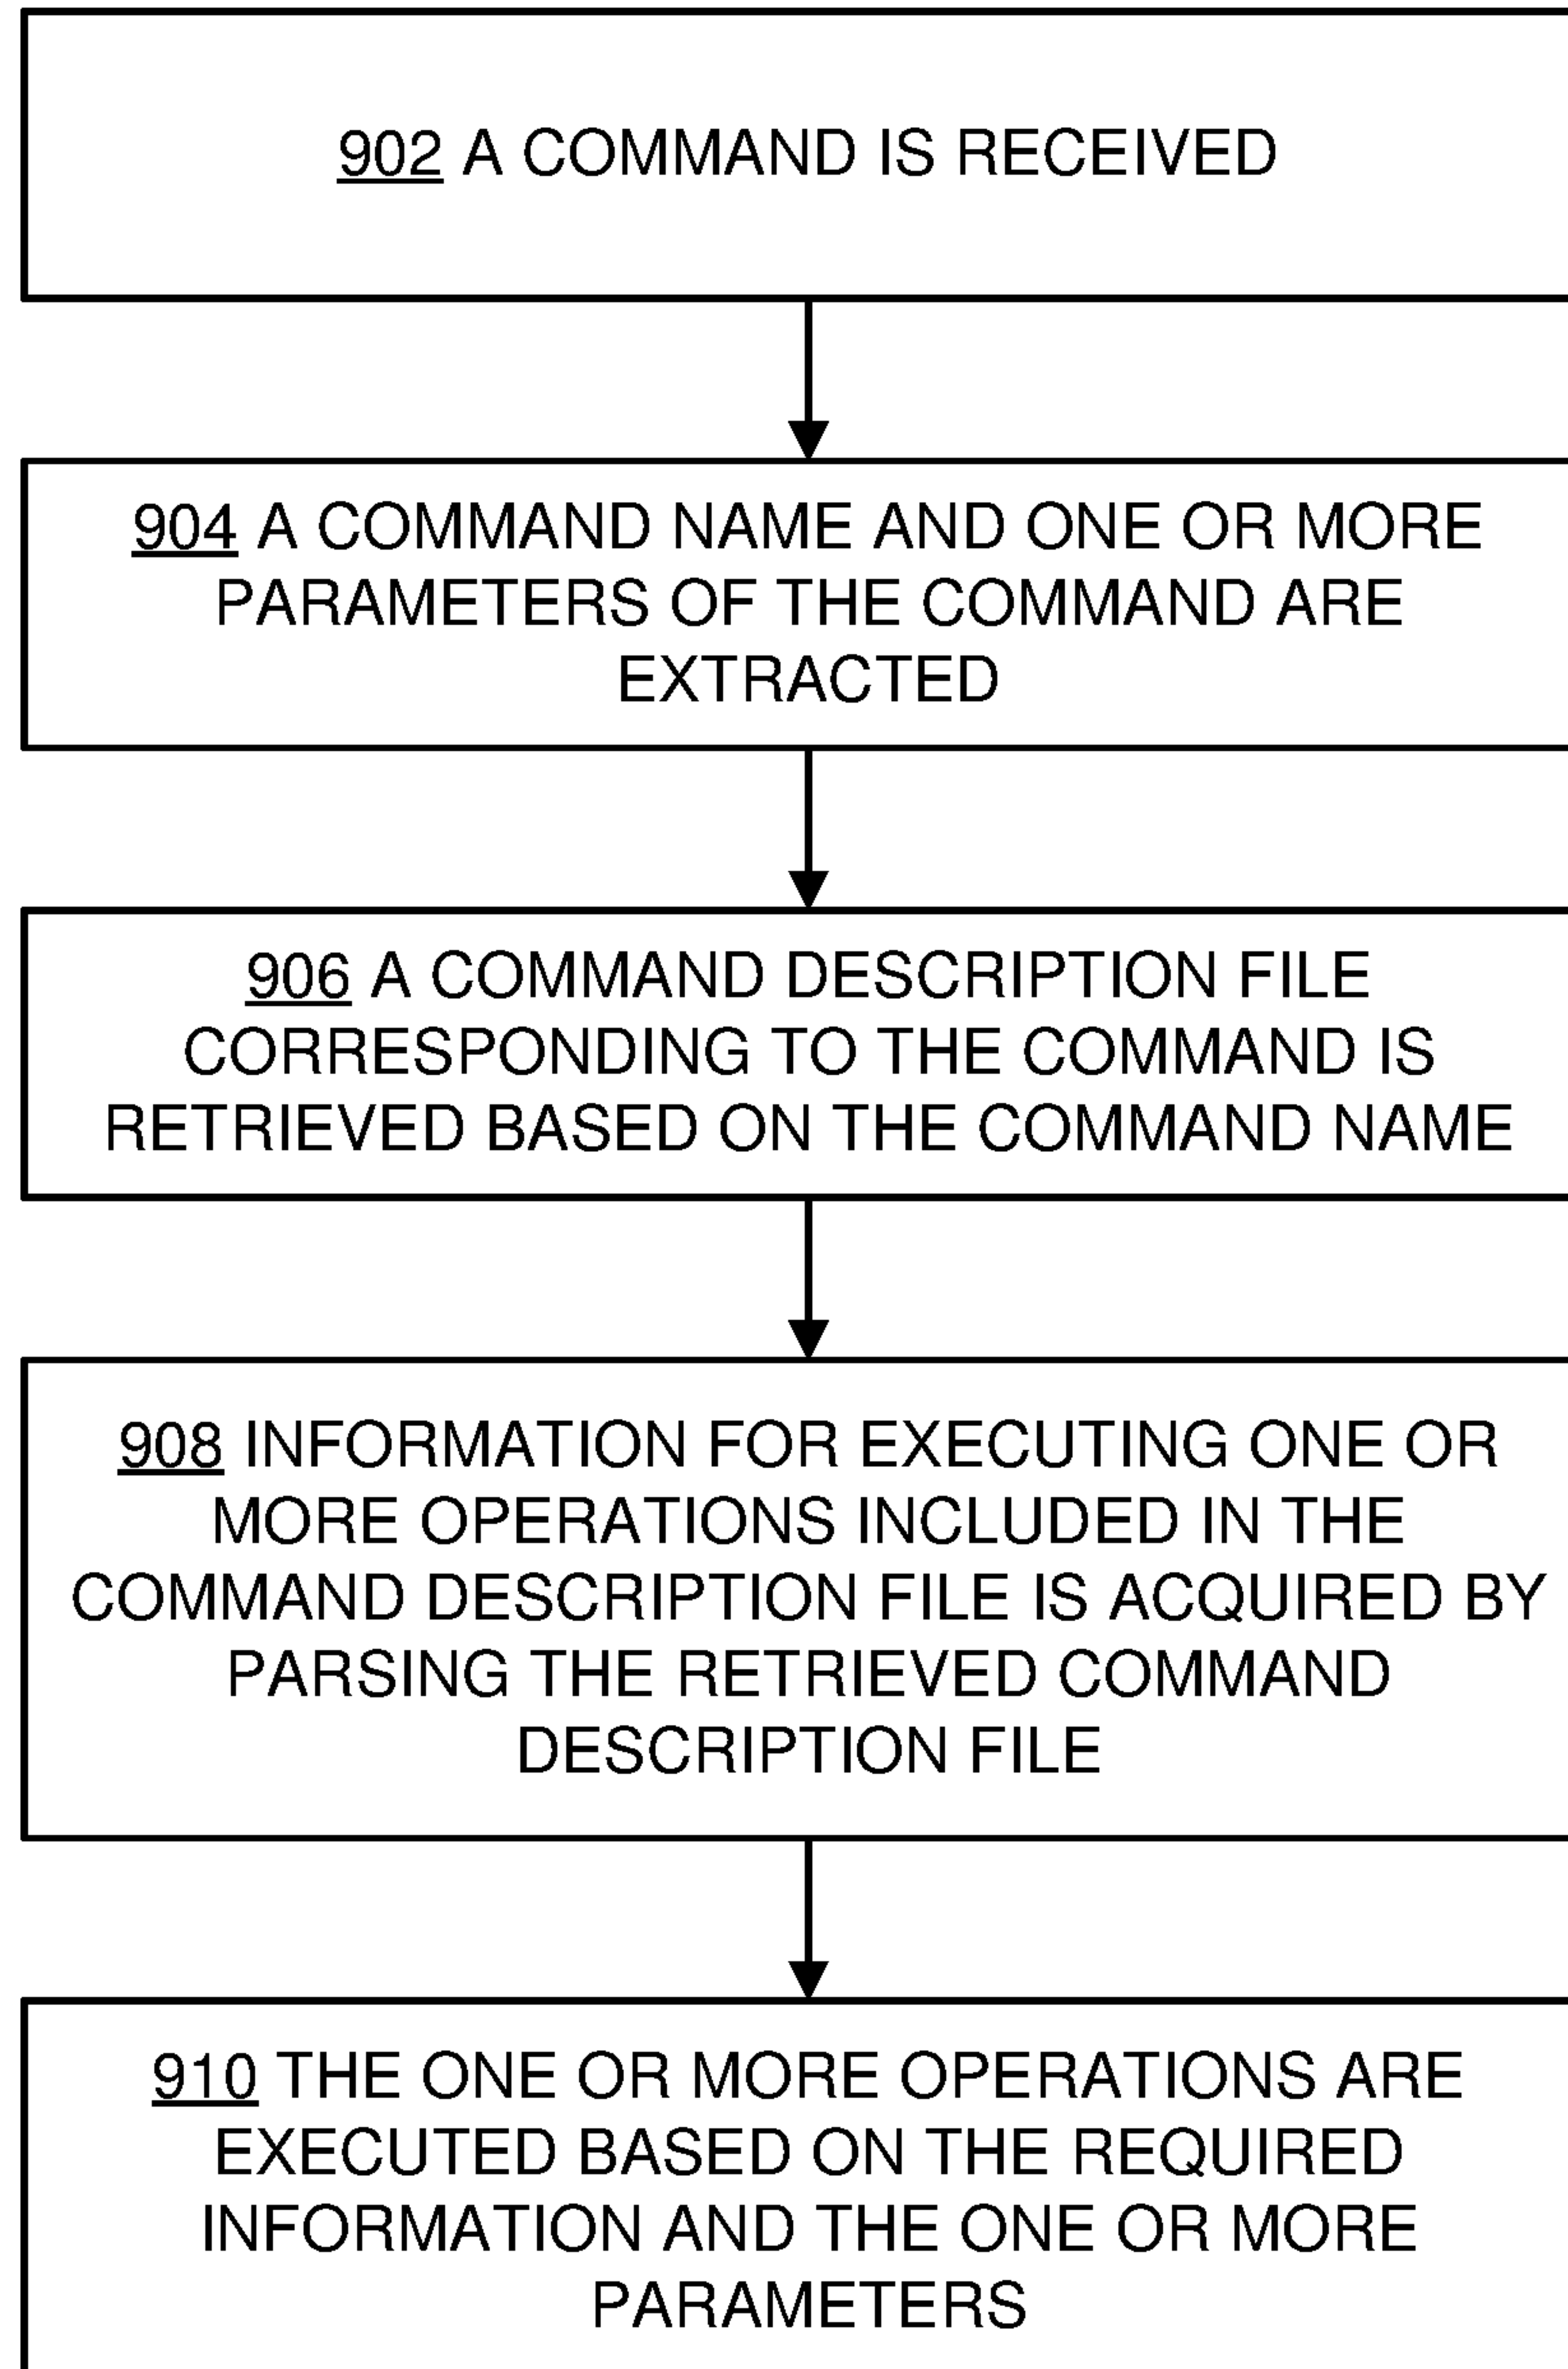 902 A COMMAND IS RECEIVED
904 A COMMAND NAME AND ONE OR MORE
PARAMETERS OF THE COMMAND ARE
EXTRACTED
906 A COMMAND DESCRIPTION FILE
CORRESPONDING TO THE COMMAND IS
RETRIEVED BASED ON THE COMMAND NAME
908 INFORMATION FOR EXECUTING ONE OR
MORE OPERATIONS INCLUDED IN THE
COMMAND DESCRIPTION FILE IS ACQUIRED BY
PARSING THE RETRIEVED COMMAND
DESCRIPTION FILE
910 THE ONE OR MORE OPERATIONS ARE
EXECUTED BASED ON THE REQUIRED
INFORMATION AND THE ONE OR MORE
PARAMETERS